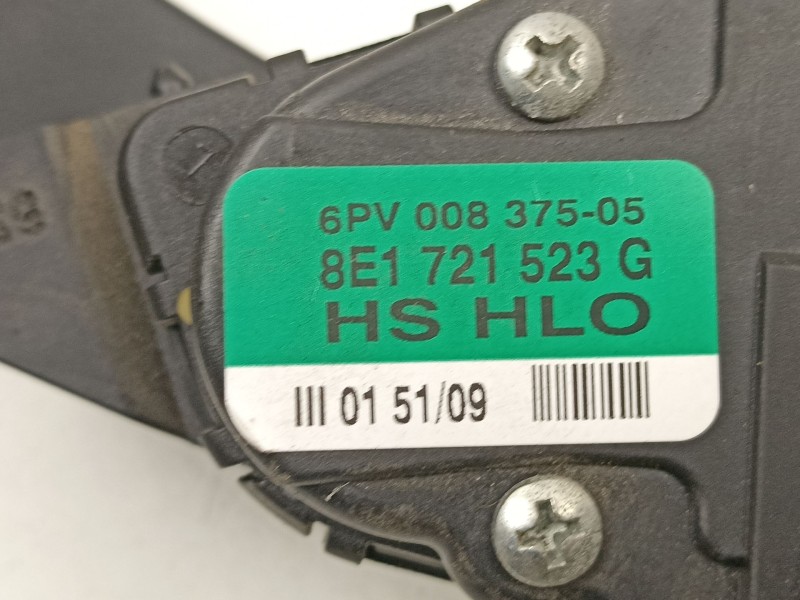 6PV 008 375-05
8E1 721 523 G
HS HLO
III 01 51/09